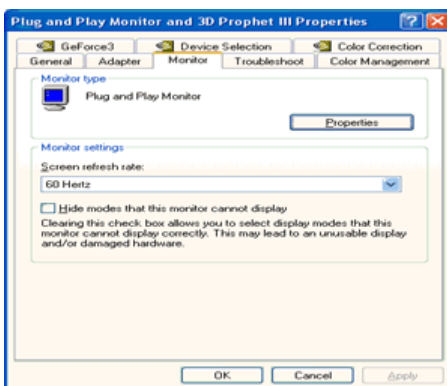 Plug and Play Monitor and 3D Prophet III Properties
GeForce3 Device Selection Color Correction
General Adapter Monitor Troubleshoot Color Management
Monitor type
Plug and Play Monitor
Properties
Monitor settings
Screen refresh rate:
60 Hertz
Hide modes that this monitor cannot display
Clearing this check box allows you to select display modes that this
monitor cannot display correctly. This may lead to an unusable display
and/or damaged hardware.
OK Cancel Apply